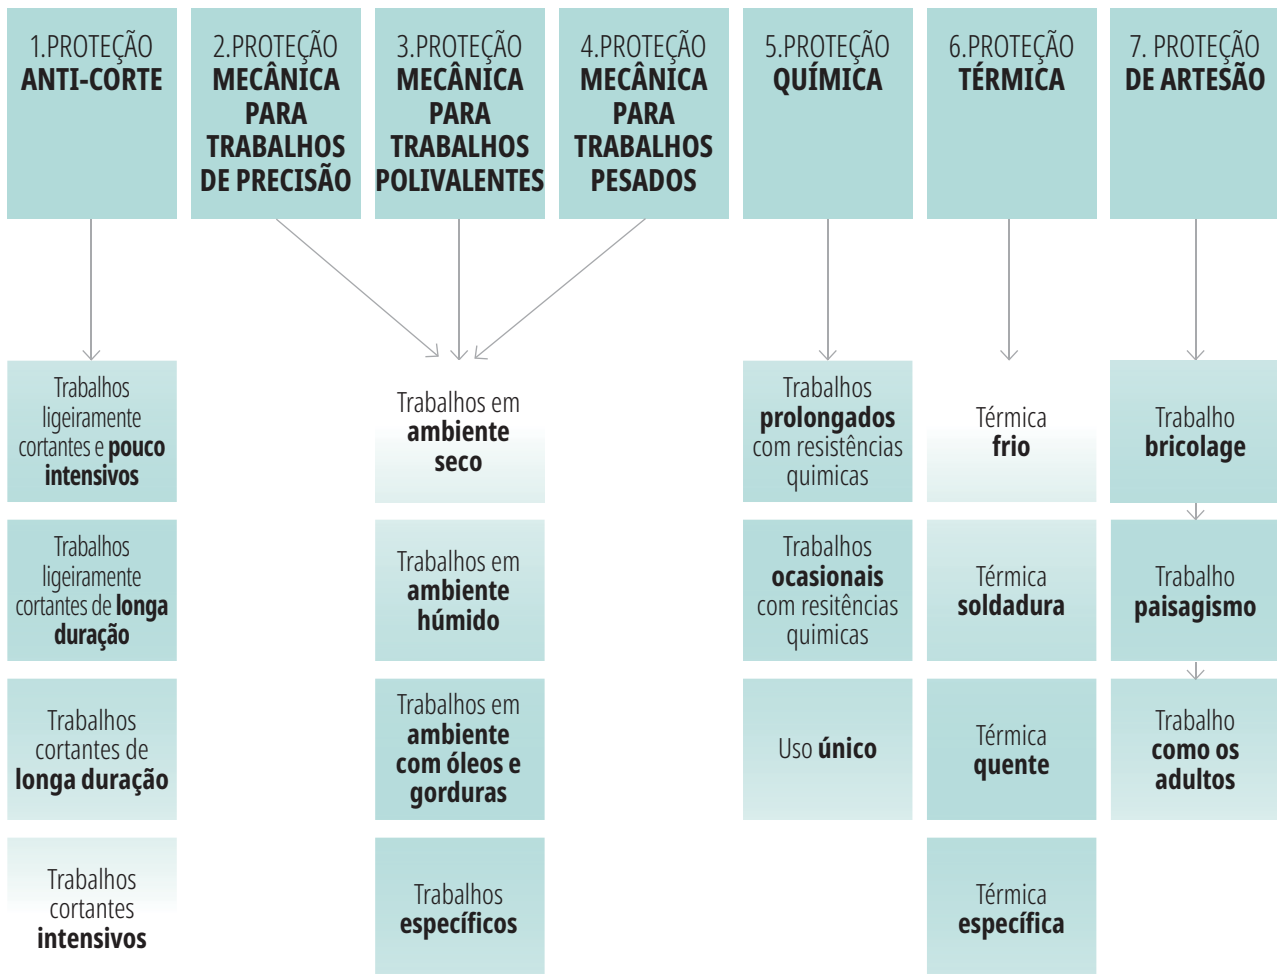 1.PROTEÇÃO
ANTI-CORTE
2.PROTEÇÃO
MECÂNICA
PARA
TRABALHOS
DE PRECISÃO
3.PROTEÇÃO
MECÂNICA
PARA
TRABALHOS
POLIVALENTES
4.PROTEÇÃO
MECÂNICA
PARA
TRABALHOS
PESADOS
5.PROTEÇÃO
QUÍMICA
6.PROTEÇÃO
TÉRMICA
7. PROTEÇÃO
DE ARTESÃO
Trabalhos
ligeiramente
cortantes e pouco
intensivos
Trabalhos
ligeiramente
cortantes de longa
duração
Trabalhos
cortantes de
longa duração
Trabalhos
cortantes
intensivos
Trabalhos em
ambiente
seco
Trabalhos em
ambiente
húmido
Trabalhos em
ambiente
com óleos e
gorduras
Trabalhos
específicos
Trabalhos
prolongados
com resistências
quimicas
Trabalhos
ocasionais
com resitências
quimicas
Uso único
Térmica
frio
Térmica
soldadura
Térmica
quente
Térmica
específica
Trabalho
bricolage
Trabalho
paisagismo
Trabalho
como os
adultos